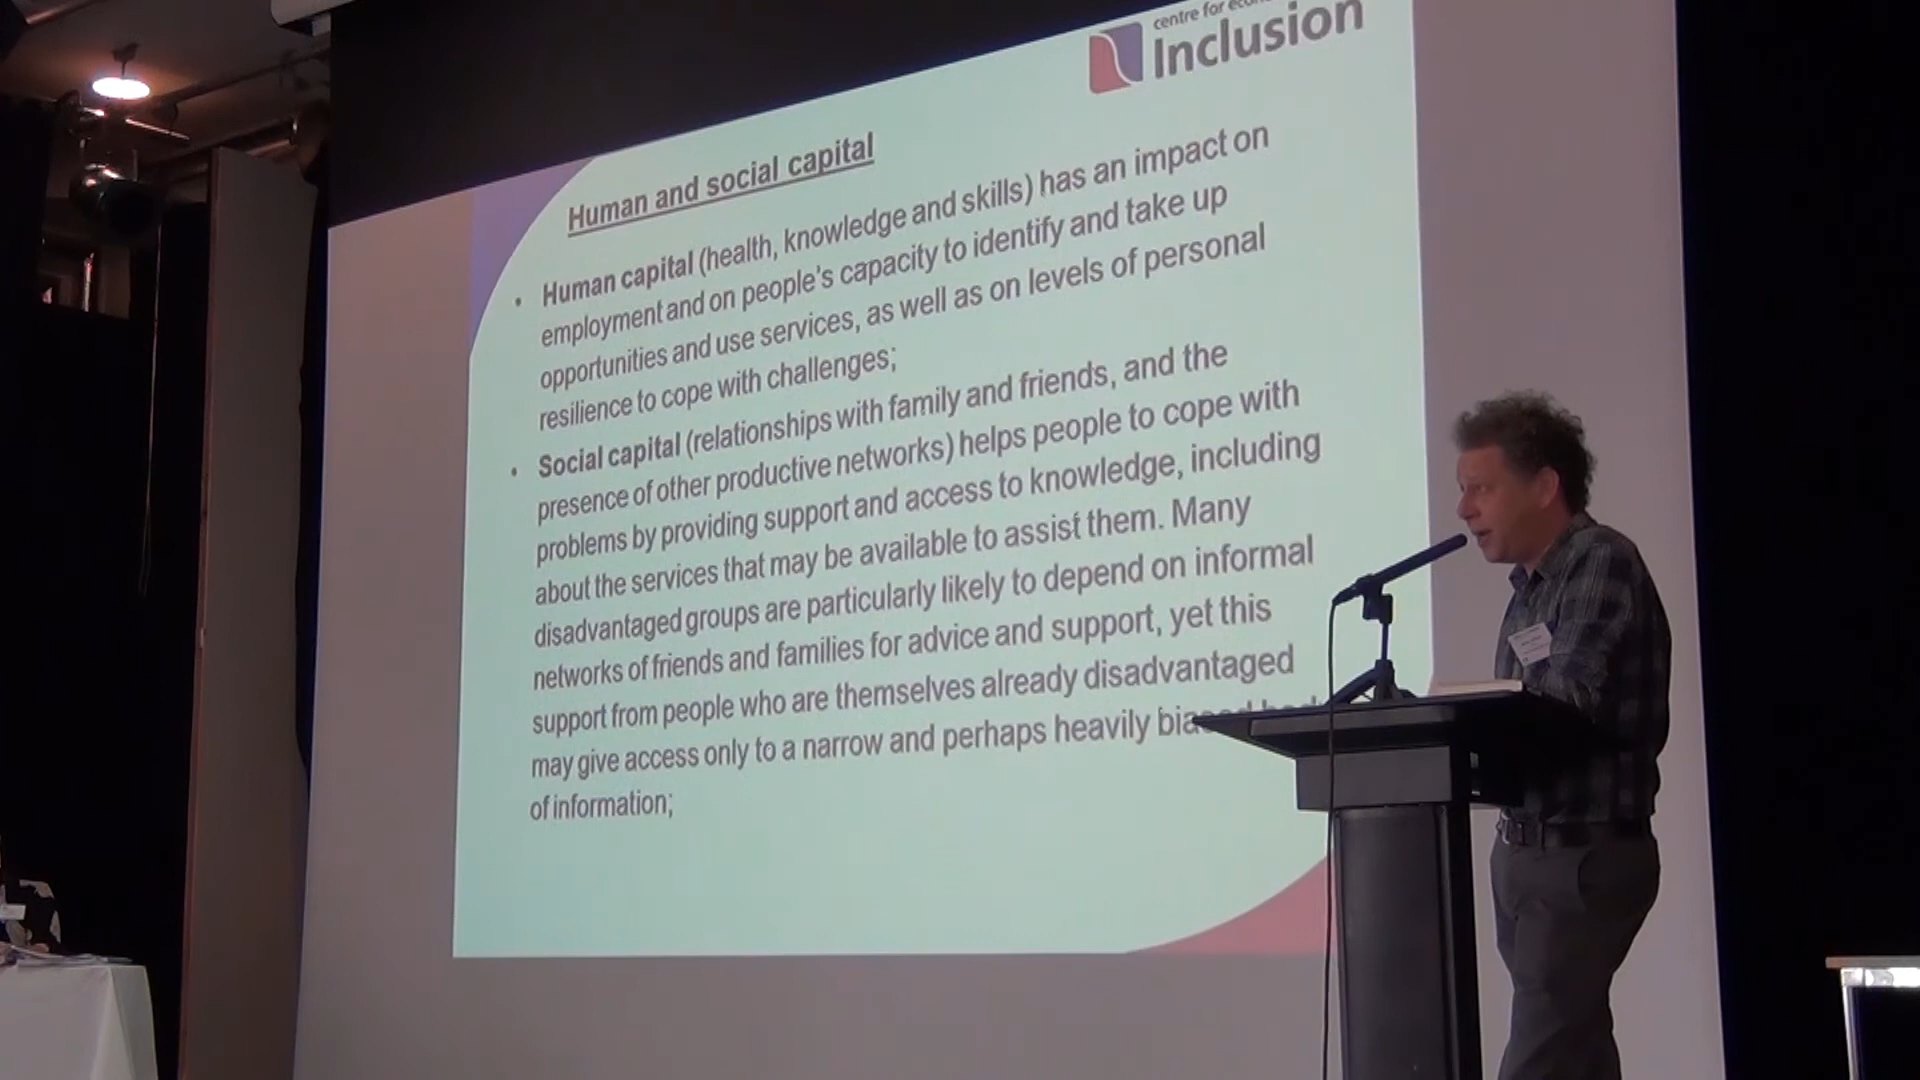 centre for
Inclusion
Human and social capital
• Human capital (health, knowledge and skills) has an impact on
employment and on people's capacity to identify and take up
opportunities and use services, as well as on levels of personal
resilience to cope with challenges;
• Social capital (relationships with family and friends, and the
presence of other productive networks) helps people to cope with
problems by providing support and access to knowledge, including
about the services that may be available to assist them. Many
disadvantaged groups are particularly likely to depend on informal
networks of friends and families for advice and support, yet this
support from people who are themselves already disadvantaged
may give access only to a narrow and perhaps heavily
of information;